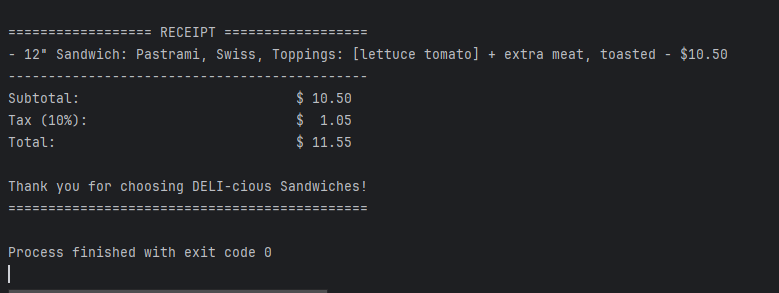 ================== RECEIPT ==================
- 12" Sandwich: Pastrami, Swiss, Toppings: [lettuce tomato] + extra meat, toasted - $10.50
---------------------------------------------
Subtotal:                           $ 10.50
Tax (10%):                          $  1.05
Total:                              $ 11.55

Thank you for choosing DELI-cious Sandwiches!
=============================================

Process finished with exit code 0